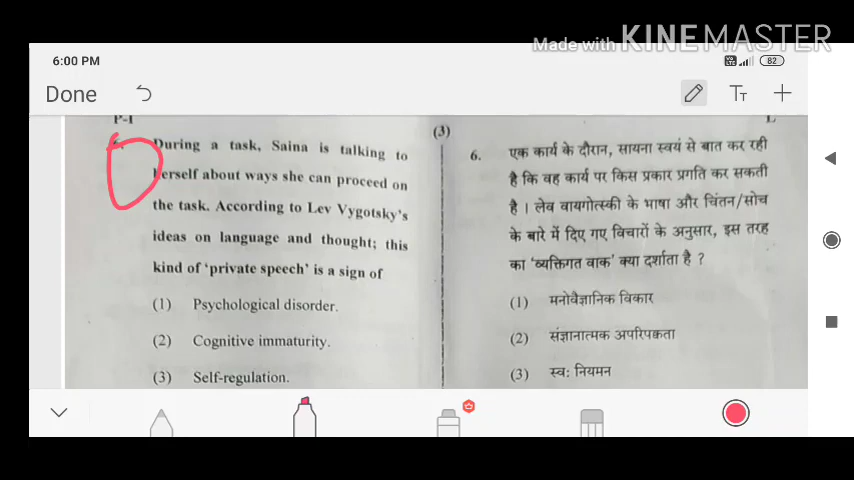 Made with KINEMASTER
6:00 PM
82
Done
P-I
(3)
L
During a task, Saina is talking to
herself about ways she can proceed on
the task. According to Lev Vygotsky's
ideas on language and thought; this
kind of 'private speech' is a sign of
(1) Psychological disorder.
(2) Cognitive immaturity.
(3) Self-regulation.
6. एक कार्य के दौरान, सायना स्वयं से बात कर रही
है कि वह कार्य पर किस प्रकार प्रगति कर सकती
है । लेव वायगोत्स्की के भाषा और चिंतन/सोच
के बारे में दिए गए विचारों के अनुसार, इस तरह
का 'व्यक्तिगत वाक' क्या दर्शाता है ?
(1) मनोवैज्ञानिक विकार
(2) संज्ञानात्मक अपरिपक्वता
(3) स्व: नियमन